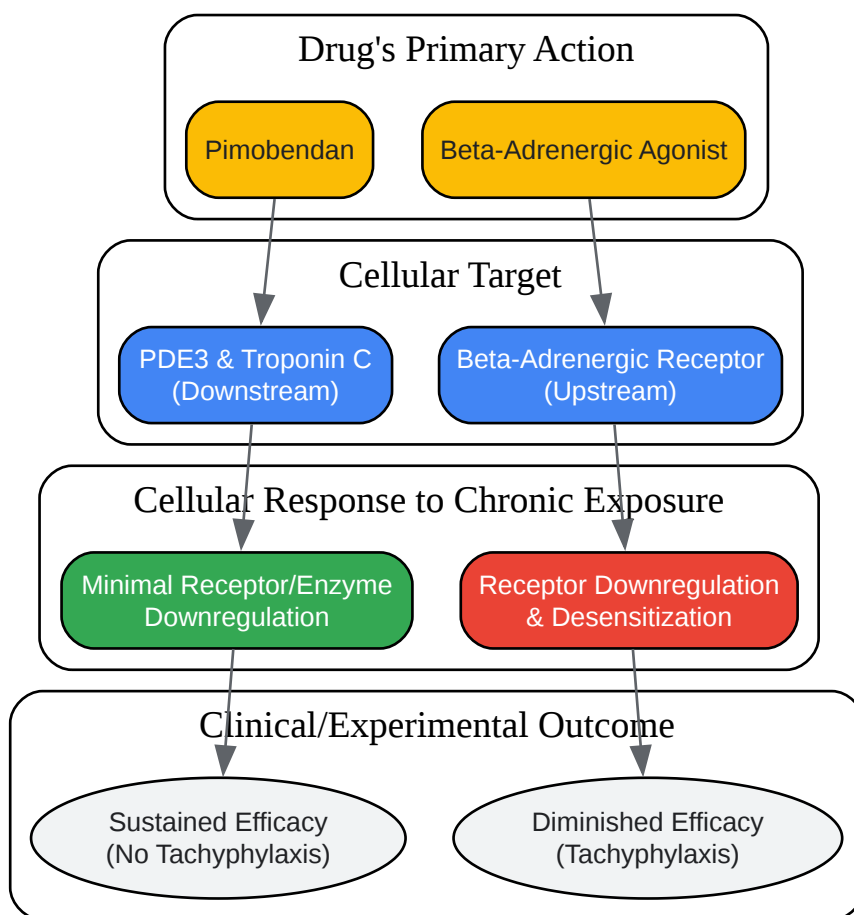 Drug's Primary Action
Pimobendan
Beta-Adrenergic Agonist
Cellular Target
PDE3 & Troponin C
(Downstream)
Beta-Adrenergic Receptor
(Upstream)
Cellular Response to Chronic Exposure
Minimal Receptor/Enzyme
Downregulation
Receptor Downregulation
& Desensitization
Clinical/Experimental Outcome
Sustained Efficacy
(No Tachyphylaxis)
Diminished Efficacy
(Tachyphylaxis)